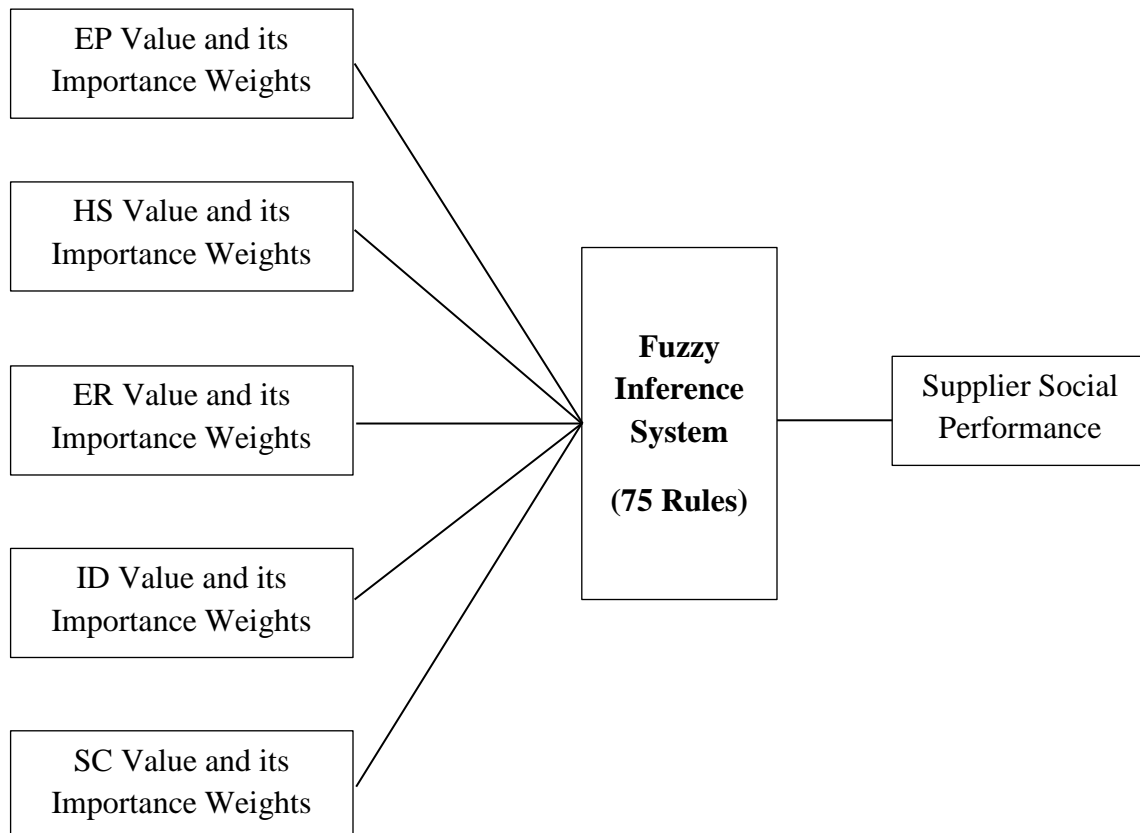 EP Value and its
Importance Weights
HS Value and its
Importance Weights
ER Value and its
Importance Weights
ID Value and its
Importance Weights
SC Value and its
Importance Weights
Fuzzy
Inference
System
(75 Rules)
Supplier Social
Performance